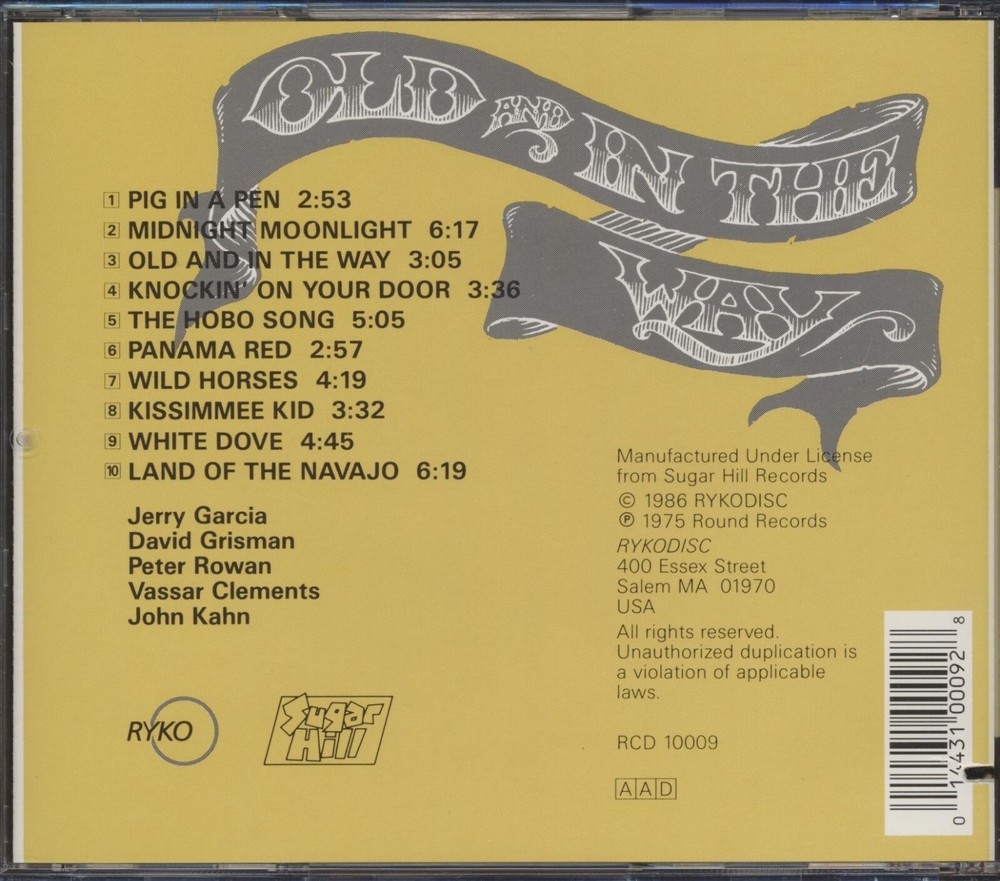 OLD AND IN THE
WAY
1 PIG IN A PEN 2:53
2 MIDNIGHT MOONLIGHT 6:17
3 OLD AND IN THE WAY 3:05
4 KNOCKIN' ON YOUR DOOR 3:36
5 THE HOBO SONG 5:05
6 PANAMA RED 2:57
7 WILD HORSES 4:19
8 KISSIMMEE KID 3:32
9 WHITE DOVE 4:45
10 LAND OF THE NAVAJO 6:19
Jerry Garcia
David Grisman
Peter Rowan
Vassar Clements
John Kahn
RYKO
Sugar
Hill
Manufactured Under License
from Sugar Hill Records
© 1986 RYKODISC
℗ 1975 Round Records
RYKODISC
400 Essex Street
Salem MA 01970
USA
All rights reserved.
Unauthorized duplication is
a violation of applicable
laws.
RCD 10009
AAD
0 14431 00092 8